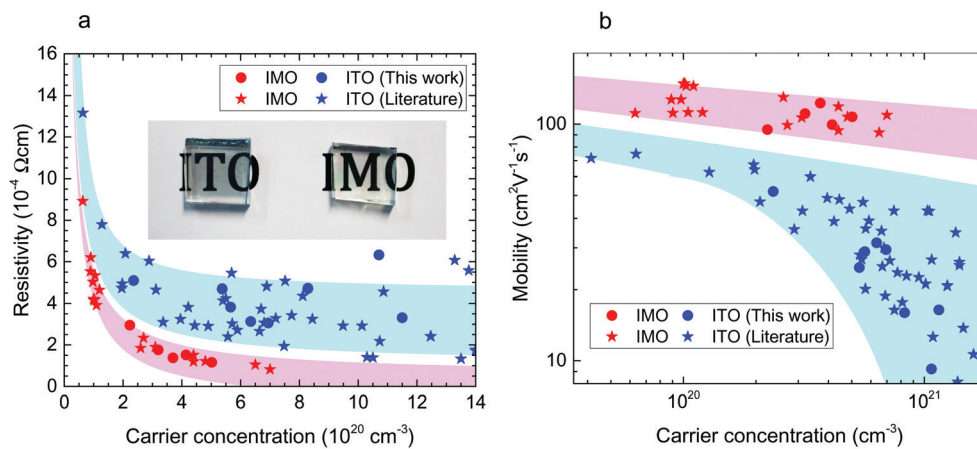 a
16
14
12
10
8
6
4
2
0
Resistivity (10⁻⁴ Ωcm)
IMO ITO (This work)
IMO ITO (Literature)
ITO IMO
0 2 4 6 8 10 12 14
Carrier concentration (10²⁰ cm⁻³)
b
100
10
Mobility (cm²V⁻¹s⁻¹)
IMO ITO (This work)
IMO ITO (Literature)
10²⁰ 10²¹
Carrier concentration (cm⁻³)